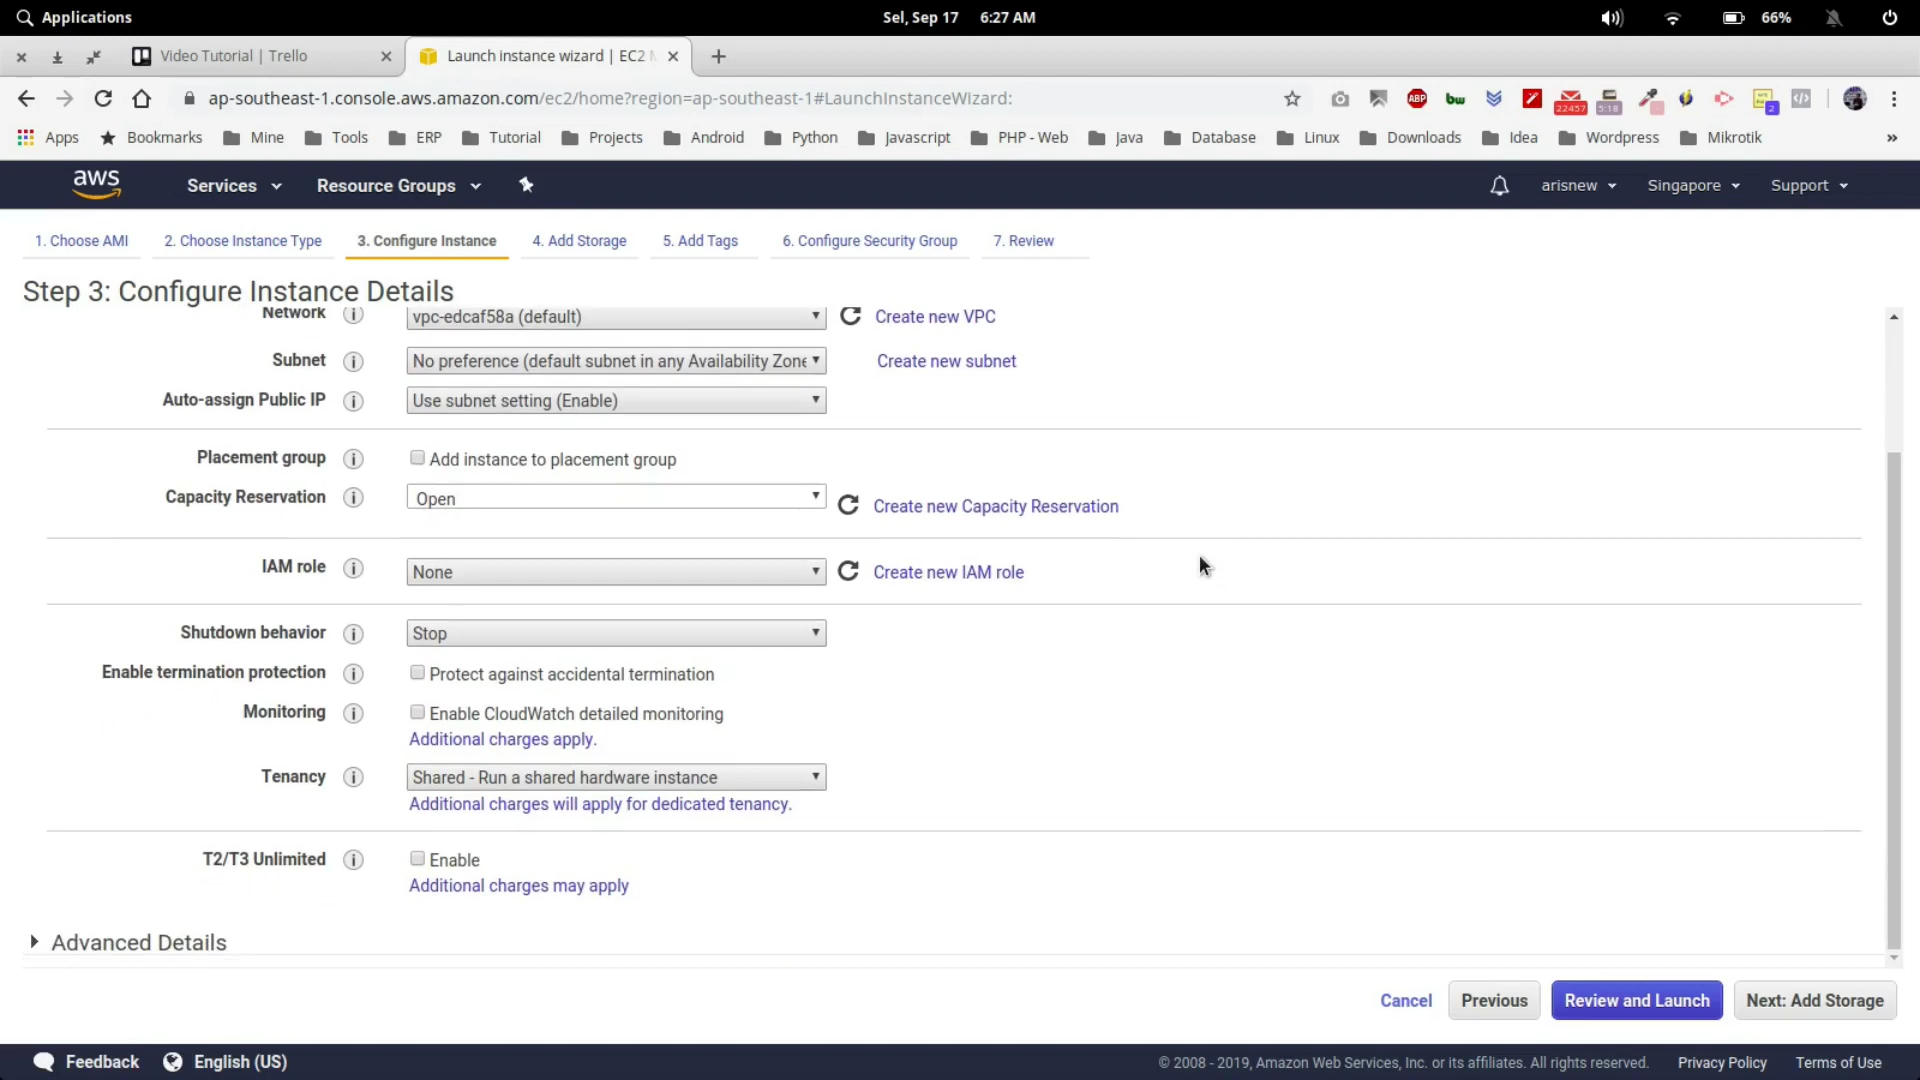 Applications
Sel, Sep 17 6:27 AM
66%
Video Tutorial | Trello
Launch instance wizard | EC2
ap-southeast-1.console.aws.amazon.com/ec2/home?region=ap-southeast-1#LaunchInstanceWizard:
ABP
bw
22457
5:18
2
Apps
Bookmarks
Mine
Tools
ERP
Tutorial
Projects
Android
Python
Javascript
PHP - Web
Java
Database
Linux
Downloads
Idea
Wordpress
Mikrotik
»
aws
Services
Resource Groups
arisnew
Singapore
Support
1. Choose AMI
2. Choose Instance Type
3. Configure Instance
4. Add Storage
5. Add Tags
6. Configure Security Group
7. Review
Step 3: Configure Instance Details
Network
vpc-edcaf58a (default)
Create new VPC
Subnet
No preference (default subnet in any Availability Zone
Create new subnet
Auto-assign Public IP
Use subnet setting (Enable)
Placement group
Add instance to placement group
Capacity Reservation
Open
Create new Capacity Reservation
IAM role
None
Create new IAM role
Shutdown behavior
Stop
Enable termination protection
Protect against accidental termination
Monitoring
Enable CloudWatch detailed monitoring
Additional charges apply.
Tenancy
Shared - Run a shared hardware instance
Additional charges will apply for dedicated tenancy.
T2/T3 Unlimited
Enable
Additional charges may apply
Advanced Details
Cancel
Previous
Review and Launch
Next: Add Storage
Feedback
English (US)
© 2008 - 2019, Amazon Web Services, Inc. or its affiliates. All rights reserved.
Privacy Policy
Terms of Use